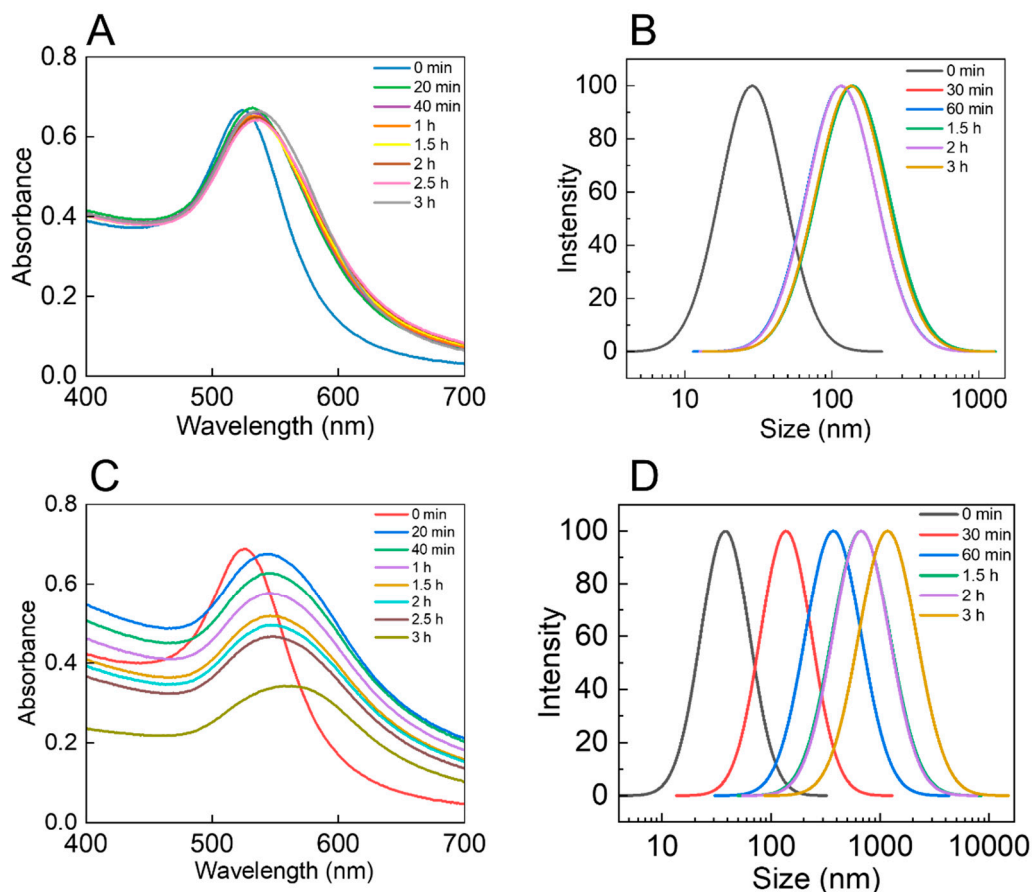 A
0.8
0.6
0.4
0.2
0.0
Absorbance
400
500
600
700
Wavelength (nm)
0 min
20 min
40 min
1 h
1.5 h
2 h
2.5 h
3 h
B
100
80
60
40
20
0
Instensity
10
100
1000
Size (nm)
0 min
30 min
60 min
1.5 h
2 h
3 h
C
0.8
0.6
0.4
0.2
0.0
Absorbance
400
500
600
700
Wavelength (nm)
0 min
20 min
40 min
1 h
1.5 h
2 h
2.5 h
3 h
D
100
80
60
40
20
0
Intensity
10
100
1000
10000
Size (nm)
0 min
30 min
60 min
1.5 h
2 h
3 h